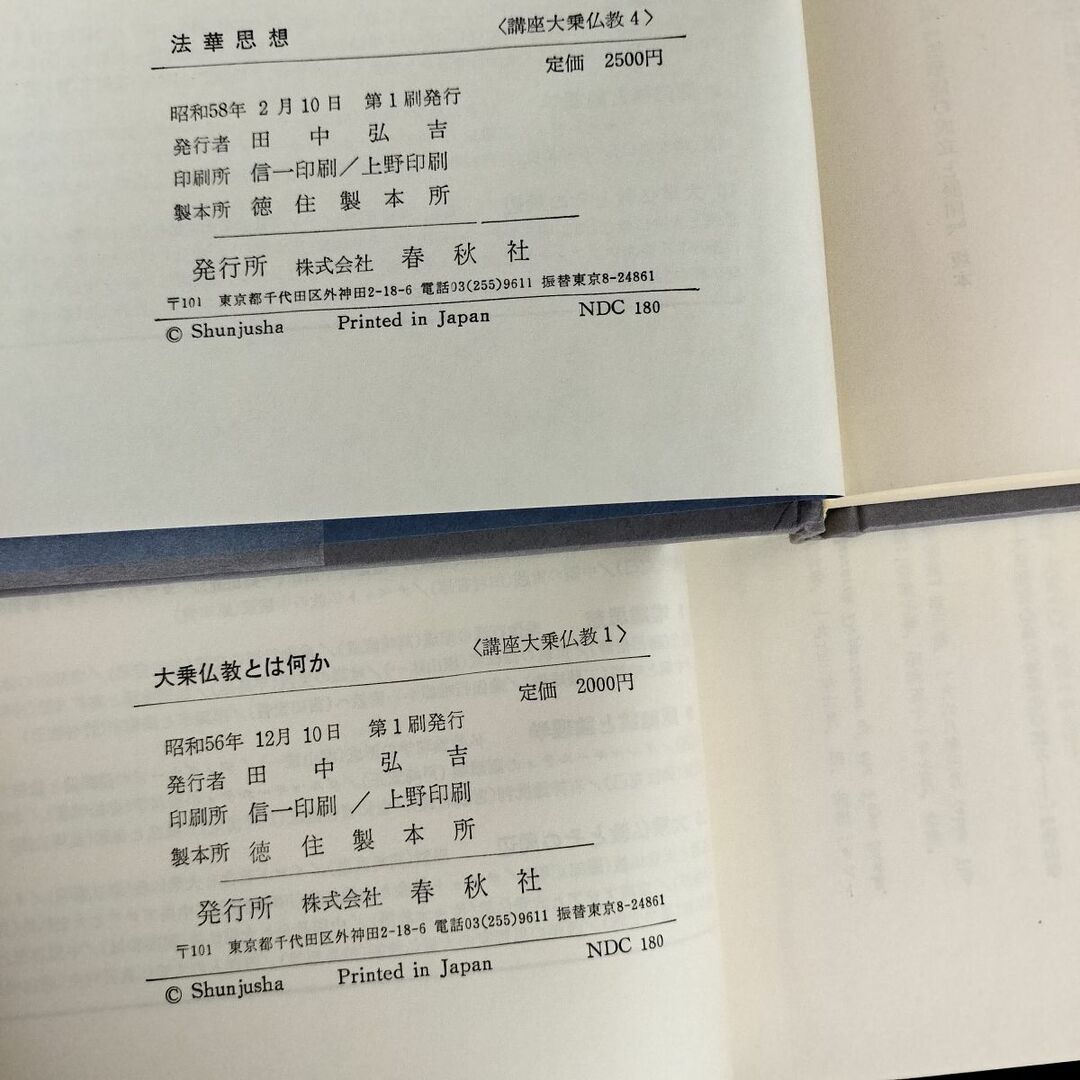 法華思想
〈講座大乗仏教4〉
定価 2500円
昭和58年 2月10日 第1刷発行
発行者 田中弘吉
印刷所 信一印刷／上野印刷
製本所 徳住製本所
発行所 株式会社 春秋社
〒101 東京都千代田区外神田2-18-6 電話03(255)9611 振替東京8-24861
© Shunjusha Printed in Japan NDC 180
大乗仏教とは何か
〈講座大乗仏教1〉
定価 2000円
昭和56年 12月10日 第1刷発行
発行者 田中弘吉
印刷所 信一印刷／上野印刷
製本所 徳住製本所
発行所 株式会社 春秋社
〒101 東京都千代田区外神田2-18-6 電話03(255)9611 振替東京8-24861
© Shunjusha Printed in Japan NDC 180